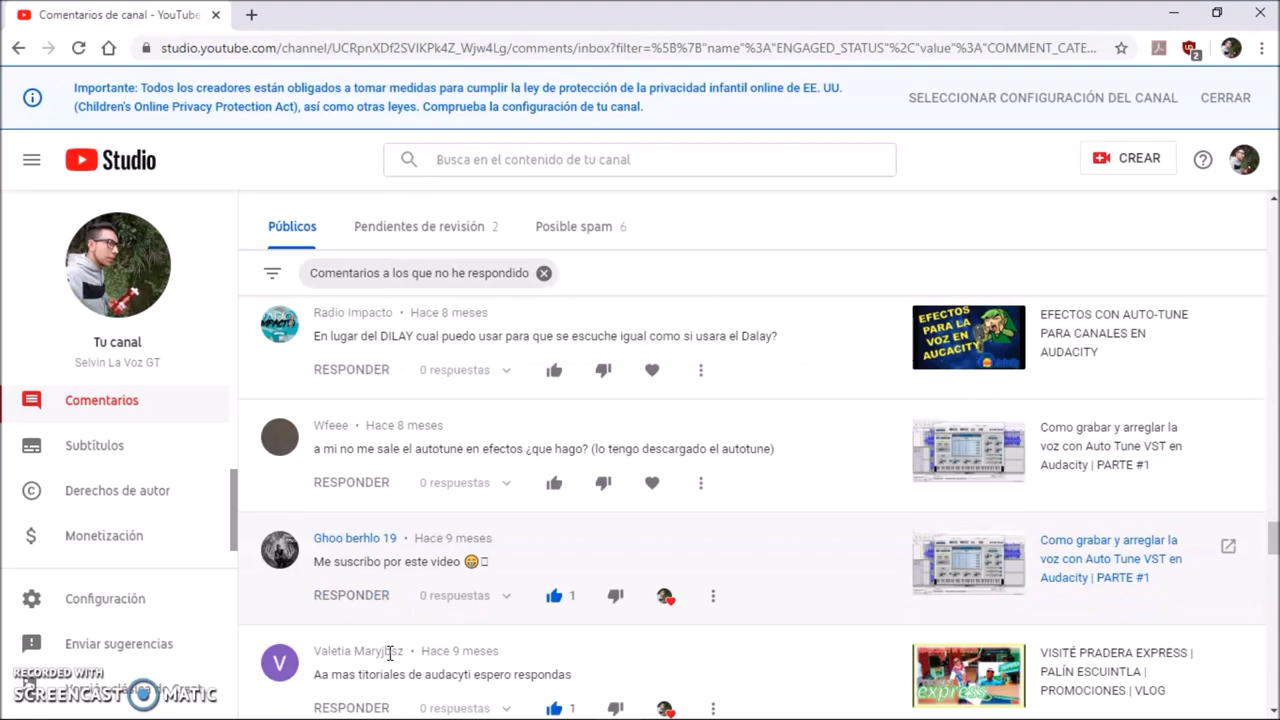 Comentarios de canal - YouTube
studio.youtube.com/channel/UCRpnXDf2SVIKPk4Z_Wjw4Lg/comments/inbox?filter=%5B%7B"name"%3A"ENGAGED_STATUS"%2C"value"%3A"COMMENT_CATE...
2
Importante: Todos los creadores están obligados a tomar medidas para cumplir la ley de protección de la privacidad infantil online de EE. UU.
(Children's Online Privacy Protection Act), así como otras leyes. Comprueba la configuración de tu canal.
SELECCIONAR CONFIGURACIÓN DEL CANAL
CERRAR
Studio
Busca en el contenido de tu canal
CREAR
Tu canal
Selvin La Voz GT
Comentarios
Subtítulos
Derechos de autor
Monetización
Configuración
Enviar sugerencias
RECORDED WITH
SCREENCAST MATIC
Públicos
Pendientes de revisión 2
Posible spam 6
Comentarios a los que no he respondido
Radio Impacto • Hace 8 meses
En lugar del DILAY cual puedo usar para que se escuche igual como si usara el Dalay?
RESPONDER 0 respuestas
EFECTOS
PARA LA
VOZ EN
AUCACITY
EFECTOS CON AUTO-TUNE
PARA CANALES EN
AUDACITY
Wfeee • Hace 8 meses
a mi no me sale el autotune en efectos ¿que hago? (lo tengo descargado el autotune)
RESPONDER 0 respuestas
Como grabar y arreglar la
voz con Auto Tune VST en
Audacity | PARTE #1
Ghoo berhlo 19 • Hace 9 meses
Me suscribo por este video 😁
RESPONDER 0 respuestas 1
Como grabar y arreglar la
voz con Auto Tune VST en
Audacity | PARTE #1
V
Valetia • Hace 9 meses
Aa mas titoriales de audacyti espero respondas
RESPONDER 0 respuestas 1
express
VISITÉ PRADERA EXPRESS |
PALÍN ESCUINTLA |
PROMOCIONES | VLOG